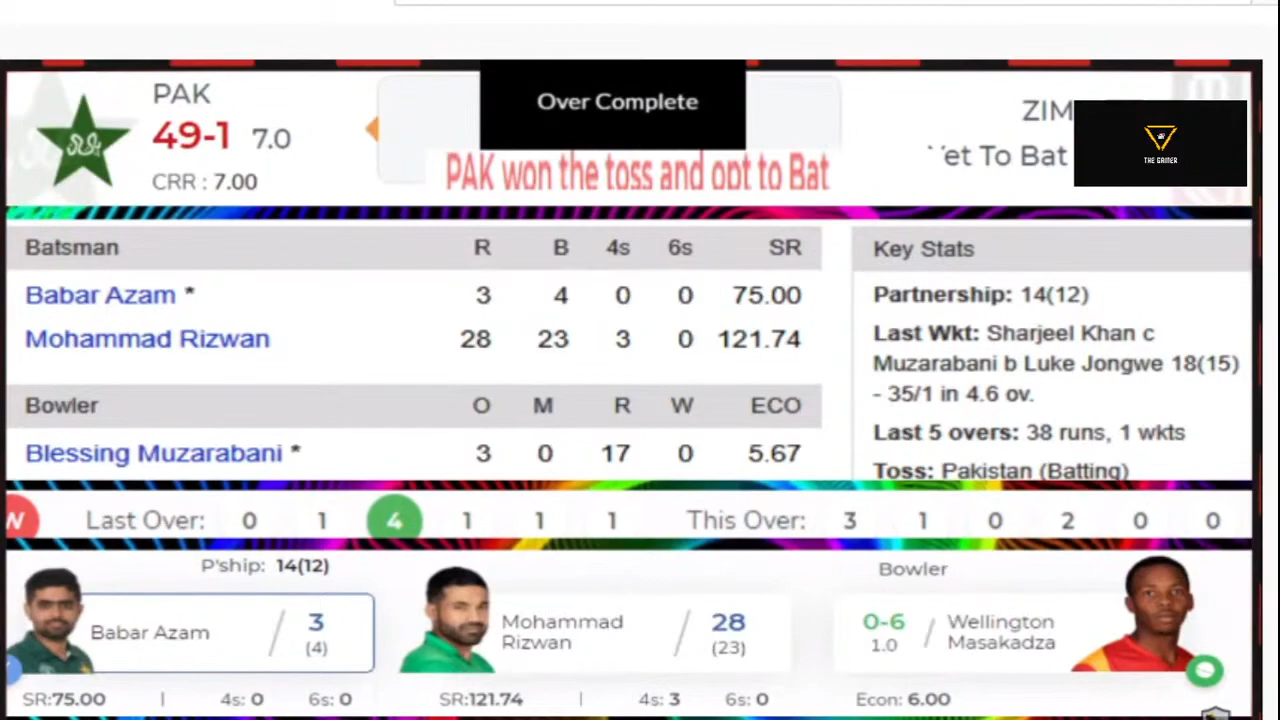 PAK
49-1 7.0
CRR : 7.00
Over Complete
PAK won the toss and opt to Bat
ZIM
et To Bat
THE GAMER
Batsman R B 4s 6s SR
Babar Azam * 3 4 0 0 75.00
Mohammad Rizwan 28 23 3 0 121.74
Bowler O M R W ECO
Blessing Muzarabani * 3 0 17 0 5.67
Key Stats
Partnership: 14(12)
Last Wkt: Sharjeel Khan c
Muzarabani b Luke Jongwe 18(15)
- 35/1 in 4.6 ov.
Last 5 overs: 38 runs, 1 wkts
Toss: Pakistan (Batting)
W Last Over: 0 1 4 1 1 1 This Over: 3 1 0 2 0 0
P'ship: 14(12)
Babar Azam / 3
(4)
SR:75.00 | 4s: 0 6s: 0
Mohammad
Rizwan / 28
(23)
SR:121.74 | 4s: 3 6s: 0
Bowler
0-6 / Wellington
1.0 Masakadza
Econ: 6.00